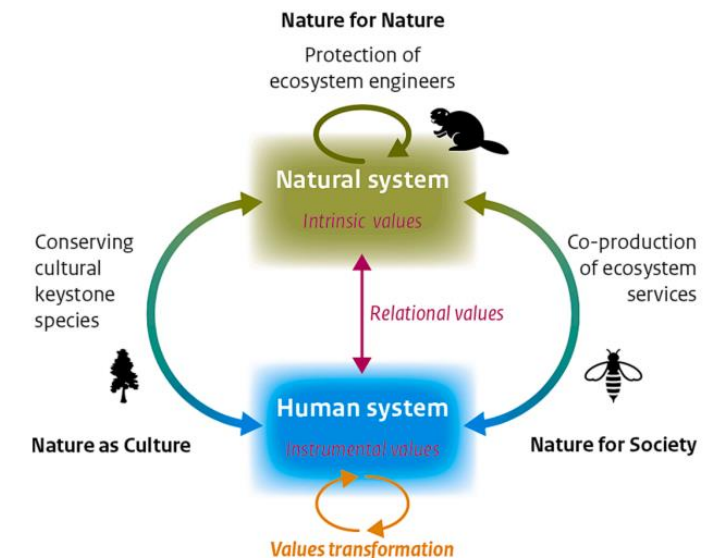 Nature for Nature
Protection of
ecosystem engineers
Natural system
Intrinsic values
Conserving
cultural
keystone
species
Co-production
of ecosystem
services
Relational values
Human system
Instrumental values
Nature as Culture
Nature for Society
Values transformation